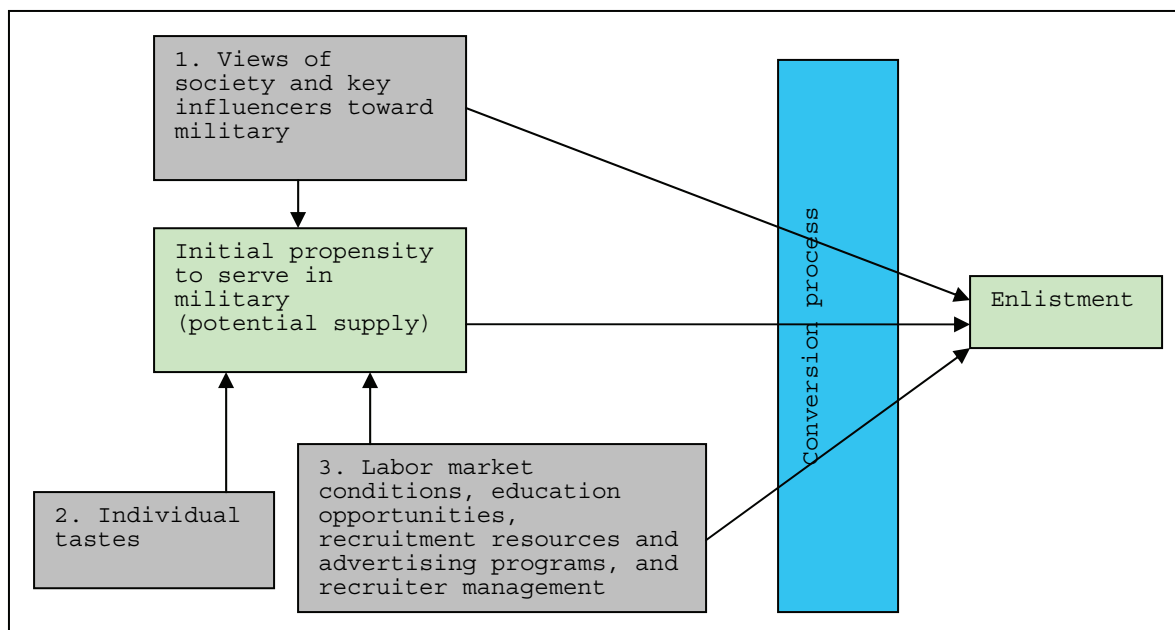 1. Views of
society and key
influencers toward
military
Initial propensity
to serve in
military
(potential supply)
Conversion process
Enlistment
2. Individual
tastes
3. Labor market
conditions, education
opportunities,
recruitment resources and
advertising programs, and
recruiter management